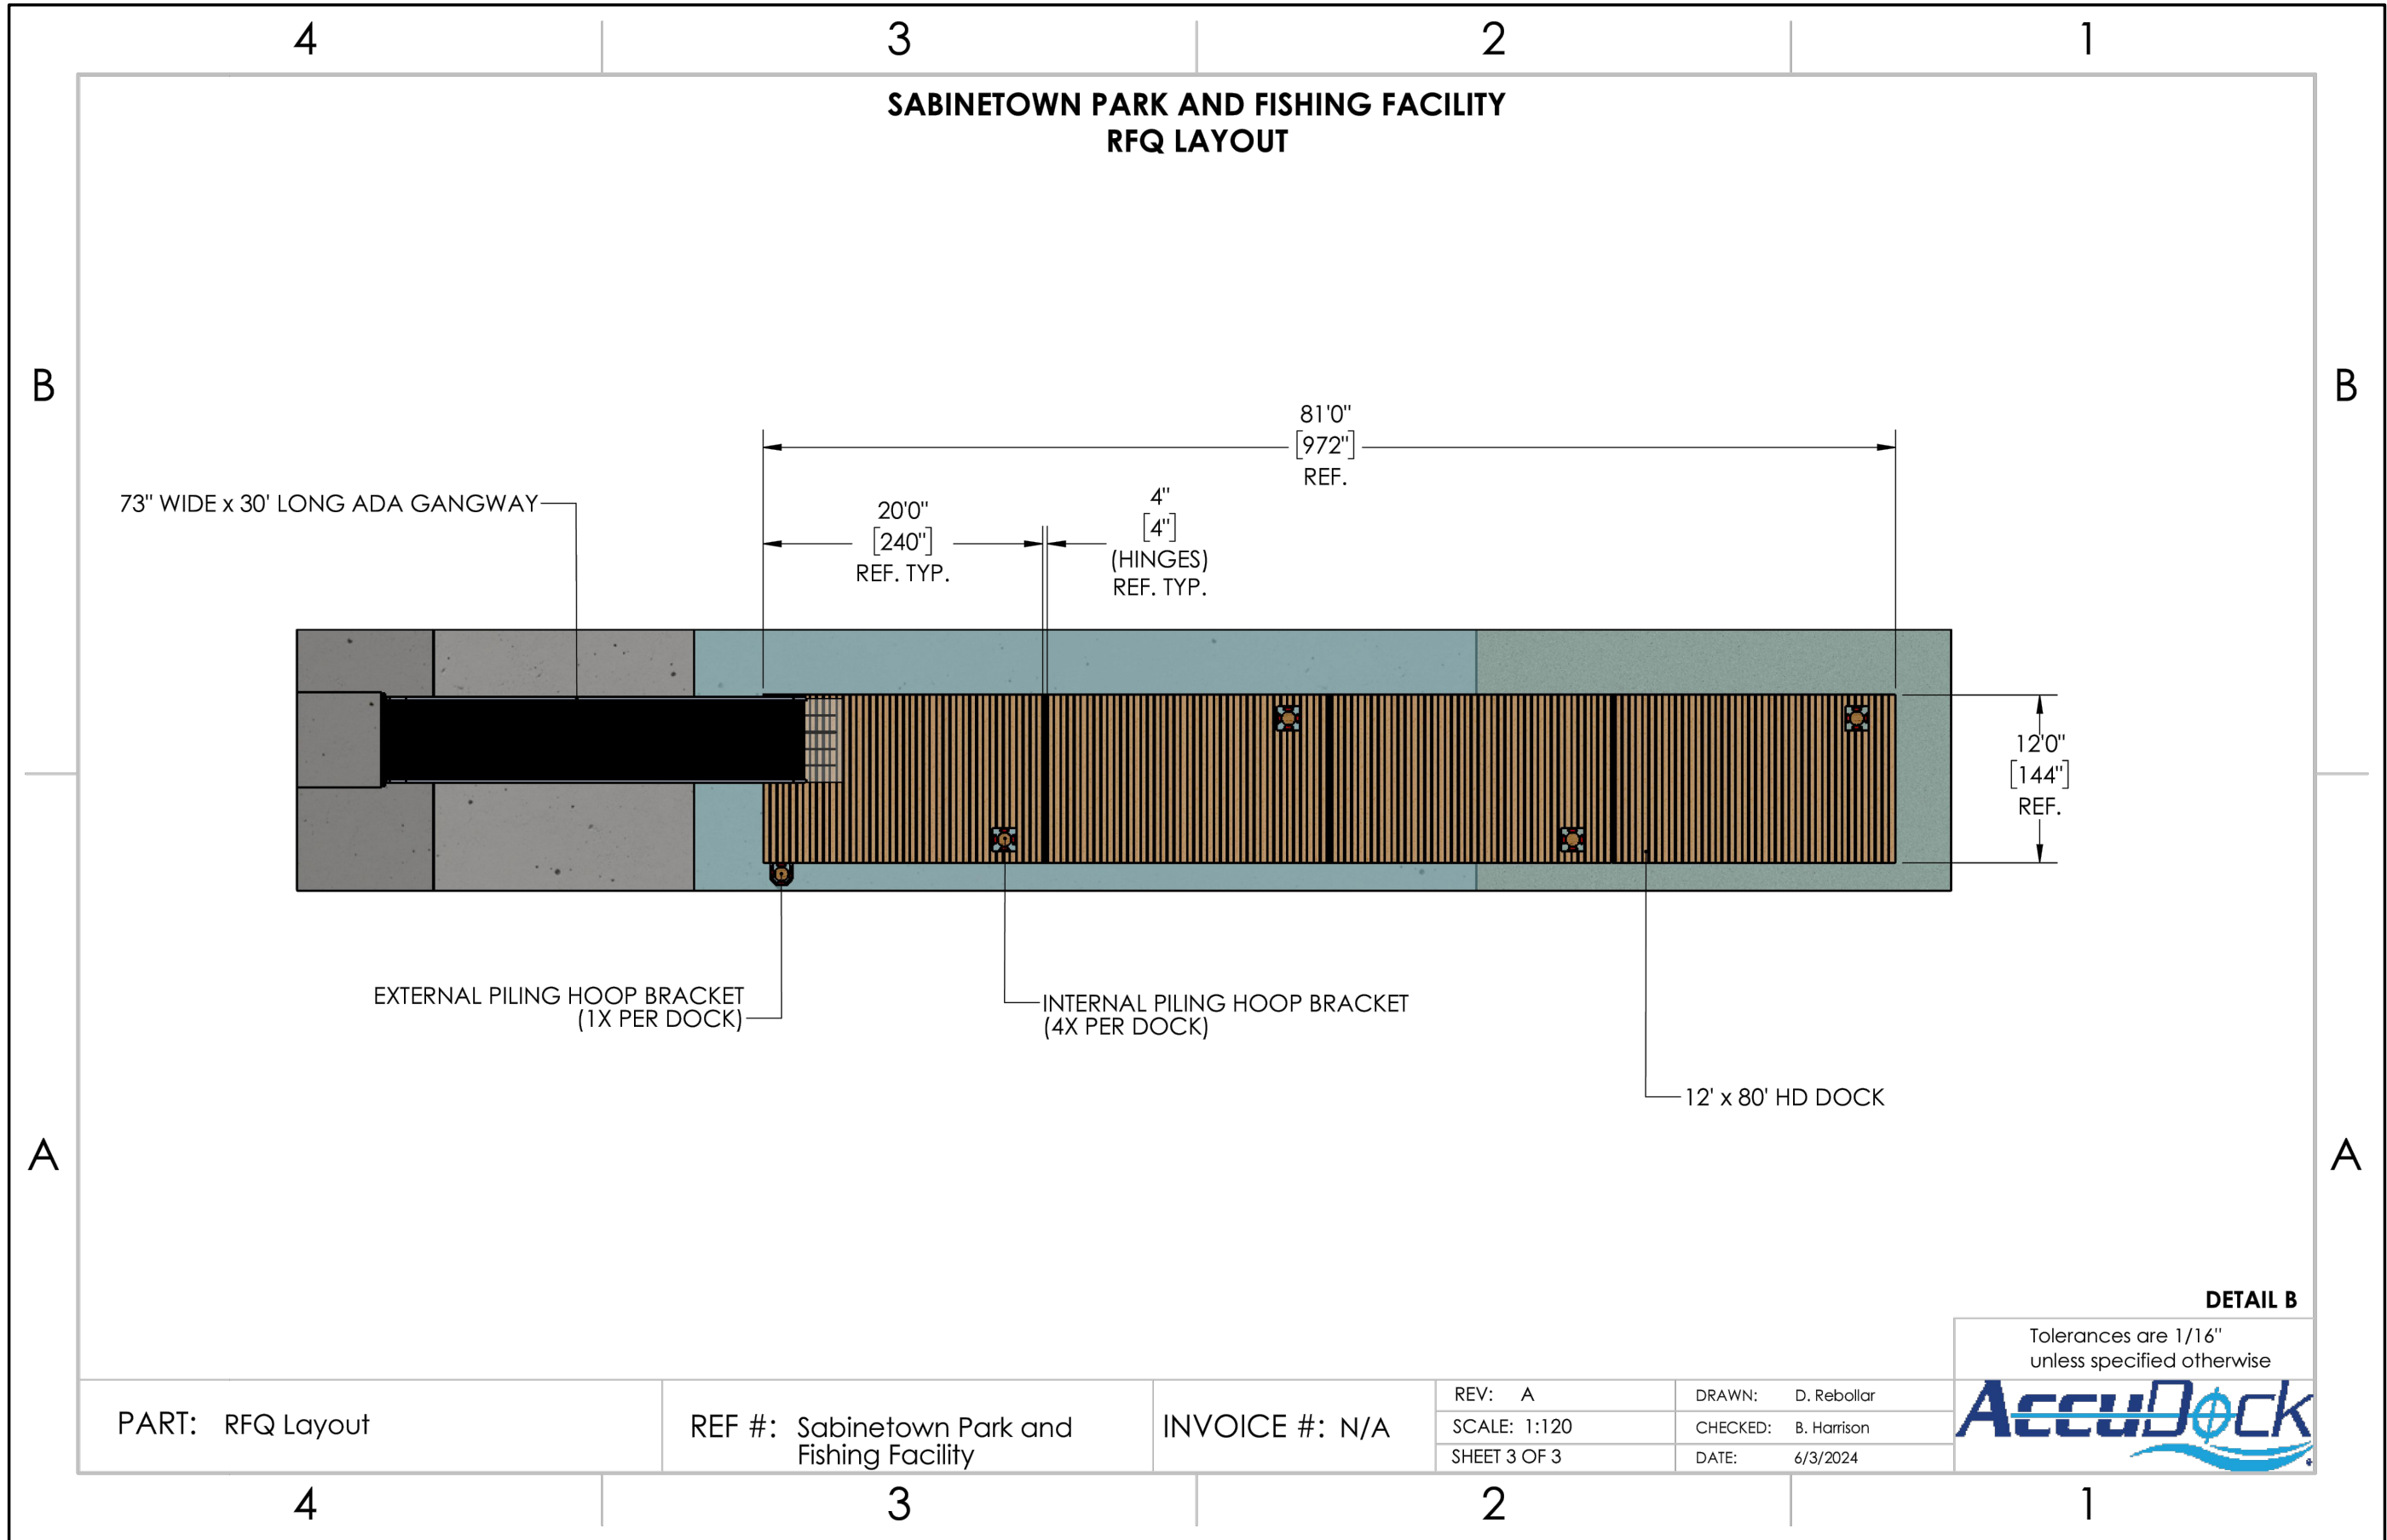 4 3 2 1
SABINETOWN PARK AND FISHING FACILITY
RFQ LAYOUT
B B
81'0"
[972"]
REF.
73" WIDE x 30' LONG ADA GANGWAY
20'0"
[240"]
REF. TYP.
4"
[4"]
(HINGES)
REF. TYP.
12'0"
[144"]
REF.
EXTERNAL PILING HOOP BRACKET
(1X PER DOCK)
INTERNAL PILING HOOP BRACKET
(4X PER DOCK)
12' x 80' HD DOCK
A A
DETAIL B
Tolerances are 1/16"
unless specified otherwise
PART: RFQ Layout
REF #: Sabinetown Park and
Fishing Facility
INVOICE #: N/A
REV: A
SCALE: 1:120
SHEET 3 OF 3
DRAWN: D. Rebollar
CHECKED: B. Harrison
DATE: 6/3/2024
AccuDock
4 3 2 1